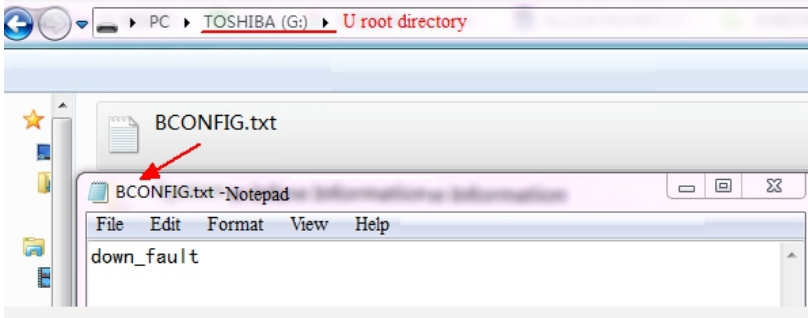 PC TOSHIBA (G:) U root directory
BCONFIG.txt
BCONFIG.txt -Notepad
File Edit Format View Help
down_fault